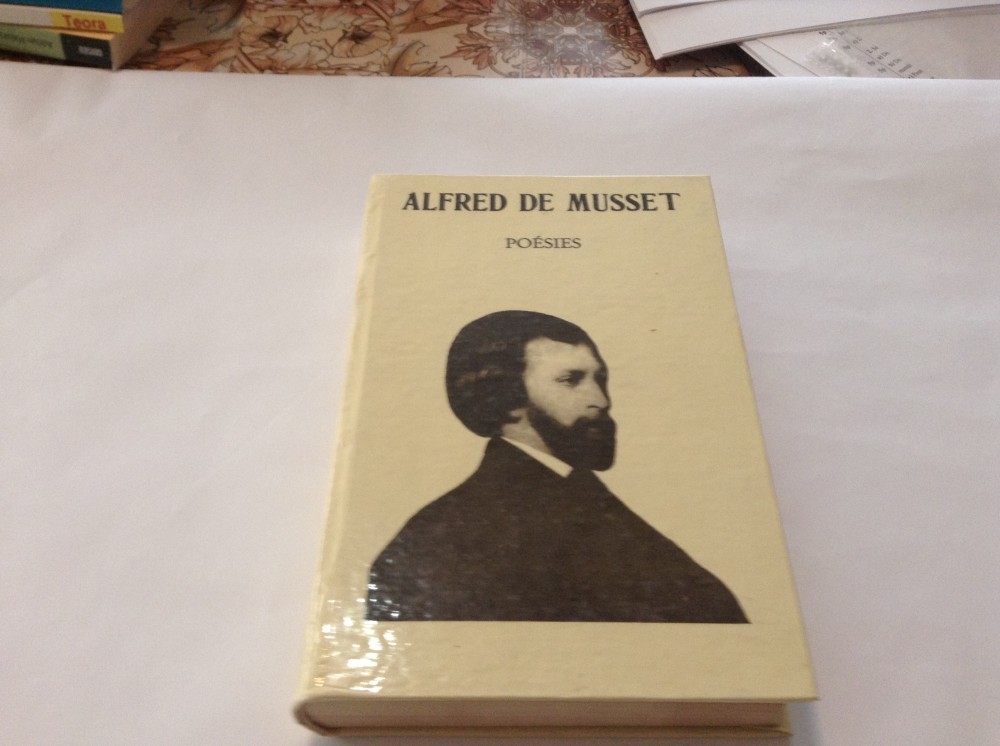 Teora
ALFRED DE MUSSET
POÉSIES